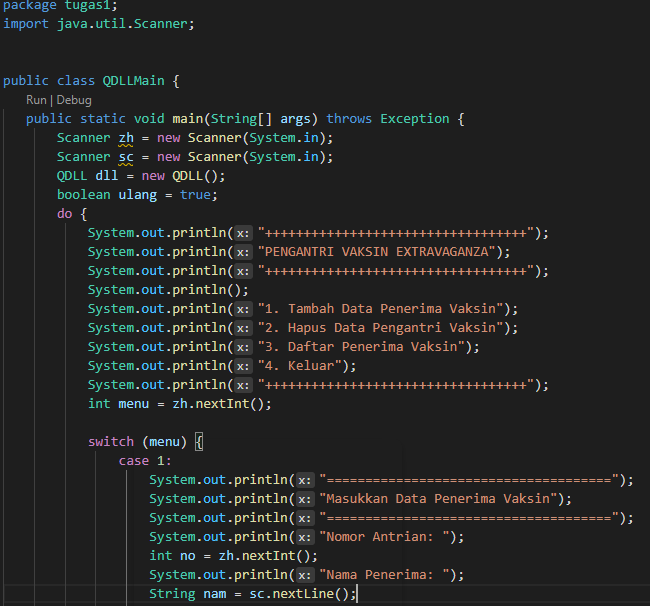 package tugas1;
import java.util.Scanner;
public class QDLLMain {
Run | Debug
public static void main(String[] args) throws Exception {
Scanner zh = new Scanner(System.in);
Scanner sc = new Scanner(System.in);
QDLL dll = new QDLL();
boolean ulang = true;
do {
System.out.println(x: "++++++++++++++++++++++++++++++++++");
System.out.println(x: "PENGANTRI VAKSIN EXTRAVAGANZA");
System.out.println(x: "++++++++++++++++++++++++++++++++++");
System.out.println();
System.out.println(x: "1. Tambah Data Penerima Vaksin");
System.out.println(x: "2. Hapus Data Pengantri Vaksin");
System.out.println(x: "3. Daftar Penerima Vaksin");
System.out.println(x: "4. Keluar");
System.out.println(x: "++++++++++++++++++++++++++++++++++");
int menu = zh.nextInt();
switch (menu) {
case 1:
System.out.println(x: "=====================================");
System.out.println(x: "Masukkan Data Penerima Vaksin");
System.out.println(x: "=====================================");
System.out.println(x: "Nomor Antrian: ");
int no = zh.nextInt();
System.out.println(x: "Nama Penerima: ");
String nam = sc.nextLine();